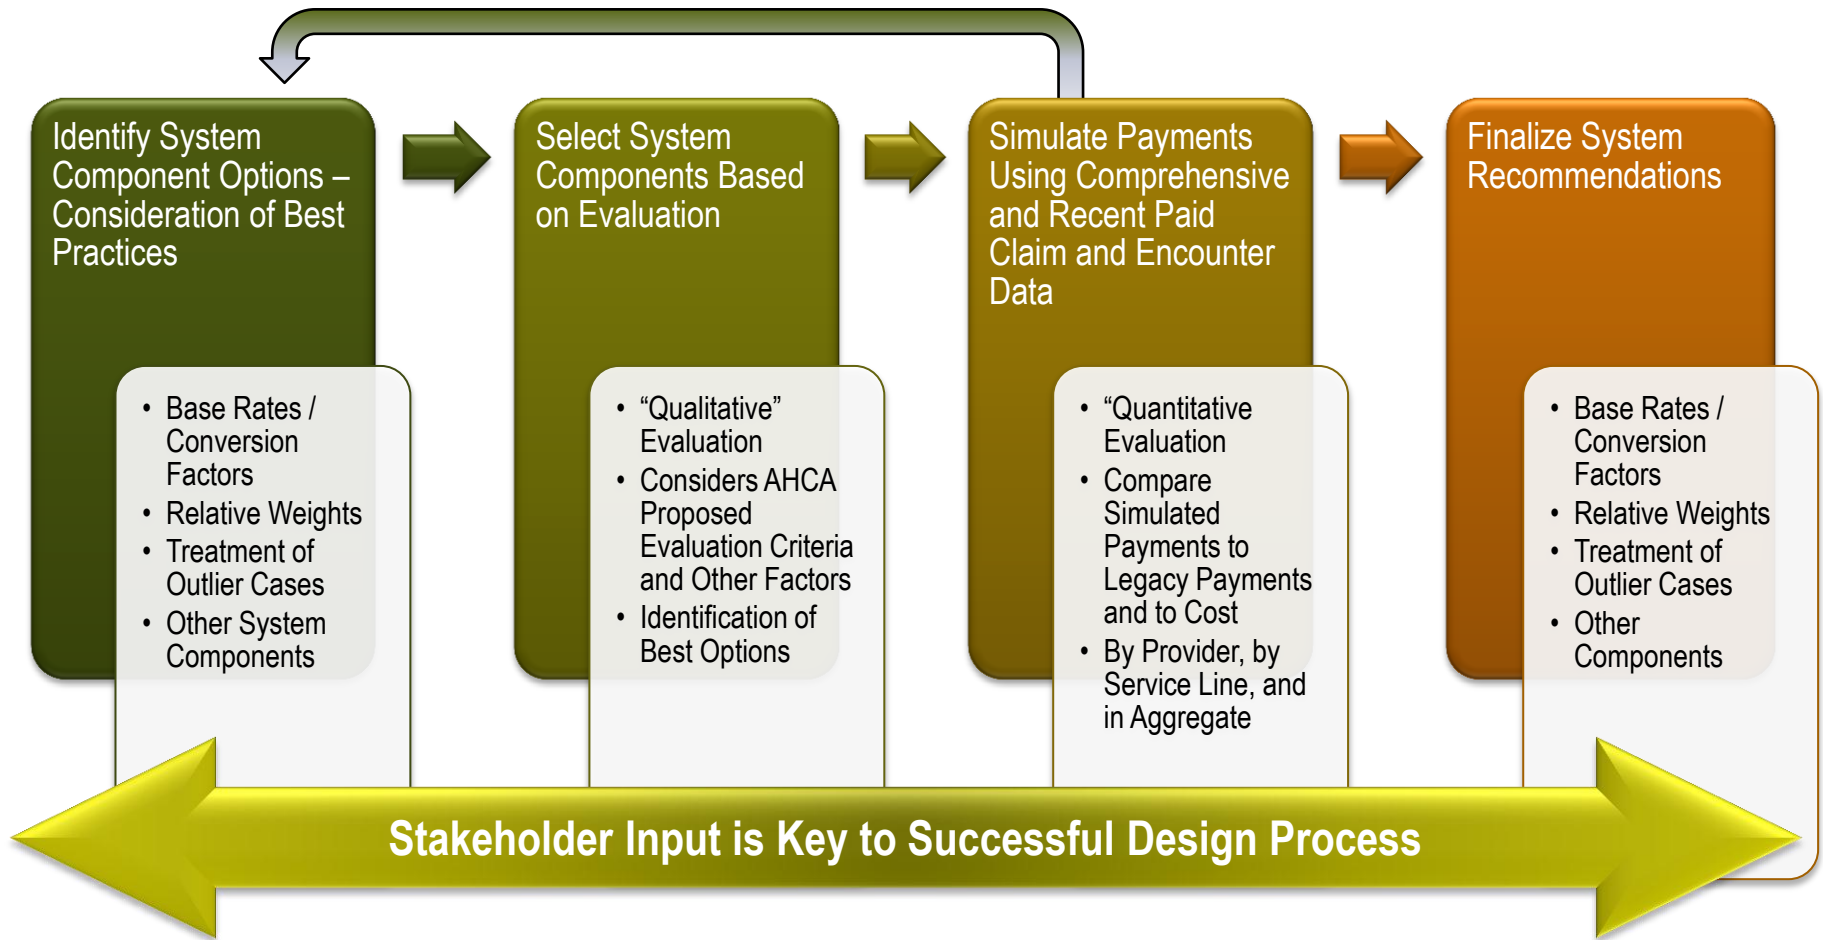 Identify System
Component Options –
Consideration of Best
Practices
• Base Rates /
Conversion
Factors
• Relative Weights
• Treatment of
Outlier Cases
• Other System
Components
Select System
Components Based
on Evaluation
• “Qualitative”
Evaluation
• Considers AHCA
Proposed
Evaluation Criteria
and Other Factors
• Identification of
Best Options
Simulate Payments
Using Comprehensive
and Recent Paid
Claim and Encounter
Data
• “Quantitative
Evaluation
• Compare
Simulated
Payments to
Legacy Payments
and to Cost
• By Provider, by
Service Line, and
in Aggregate
Finalize System
Recommendations
• Base Rates /
Conversion
Factors
• Relative Weights
• Treatment of
Outlier Cases
• Other
Components
Stakeholder Input is Key to Successful Design Process